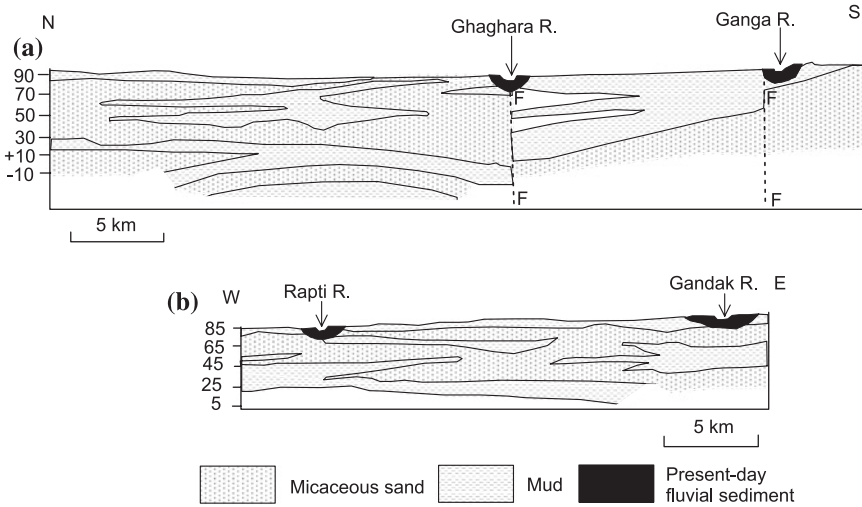 N
S
(a)
Ghaghara R.
Ganga R.
90
70
50
30
+10
-10
F
F
F
F
5 km
(b)
W
Rapti R.
Gandak R.
E
85
65
45
25
5
5 km
Micaceous sand
Mud
Present-day
fluvial sediment